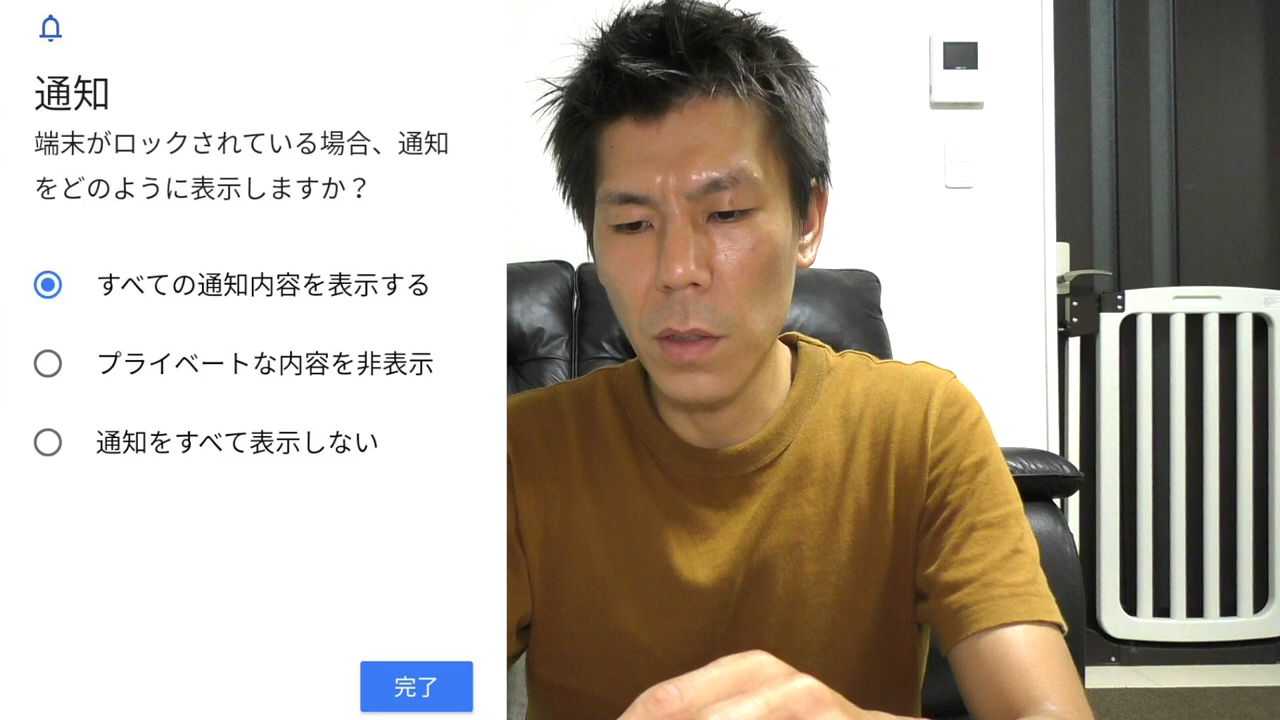 通知
端末がロックされている場合、通知
をどのように表示しますか？
すべての通知内容を表示する
プライベートな内容を非表示
通知をすべて表示しない
完了